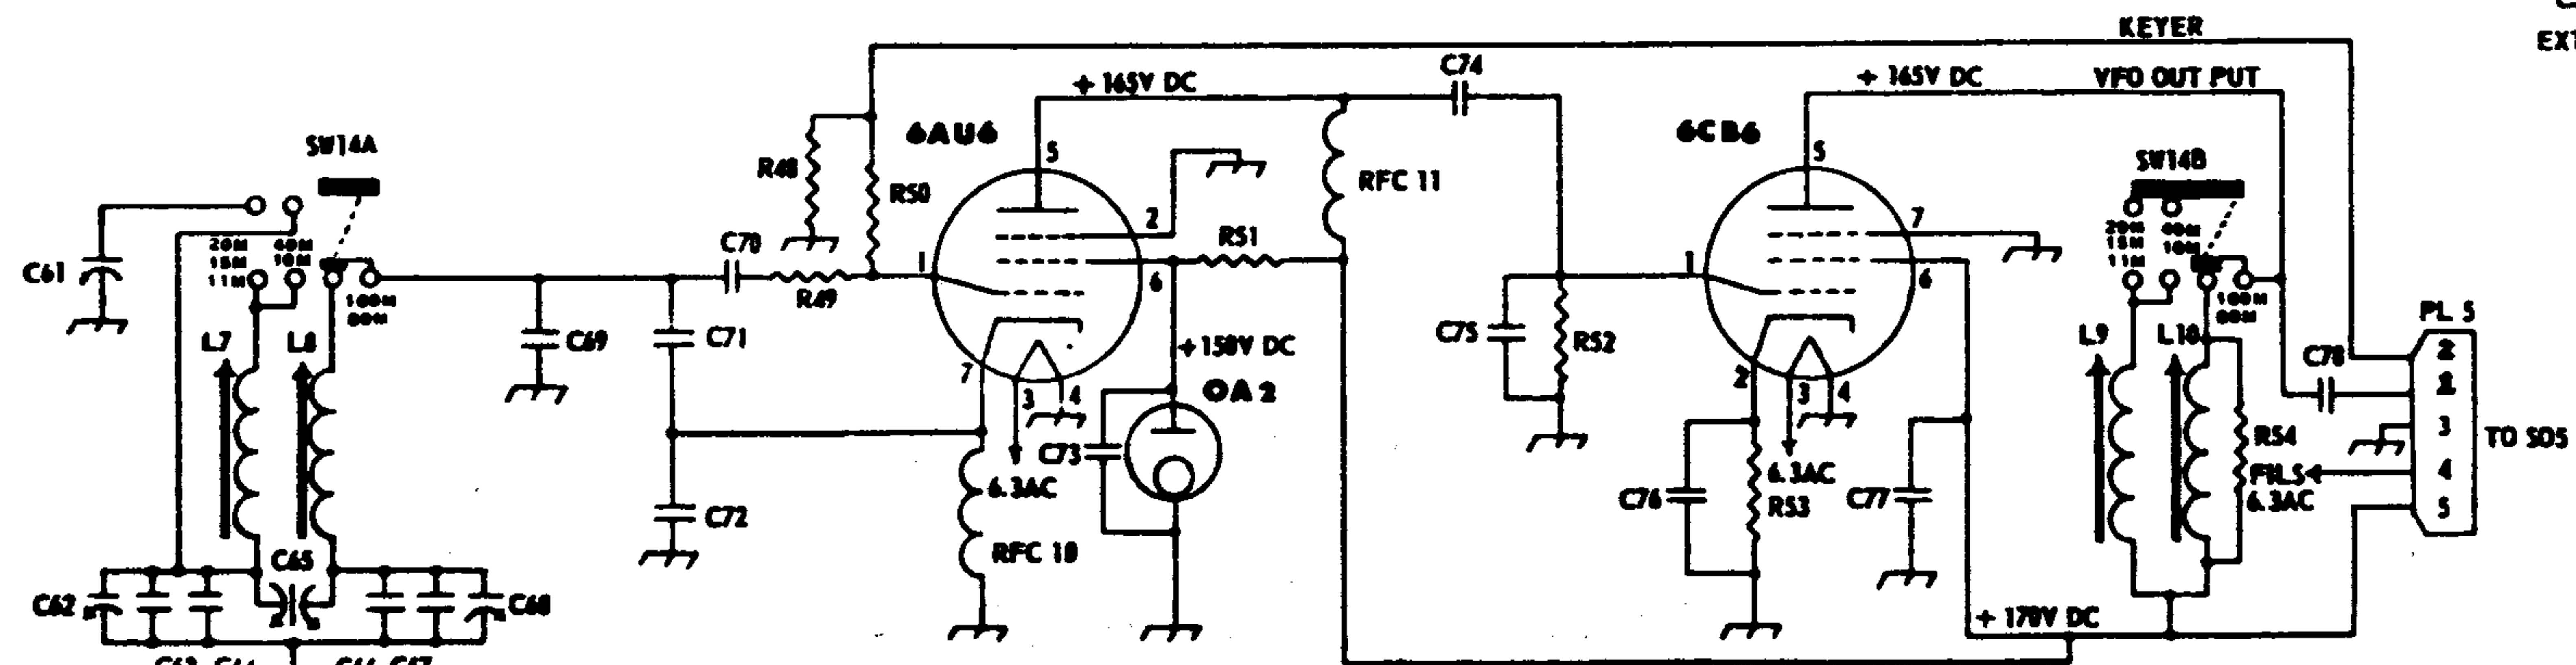 KEYER
EXT
+ 165V DC
C74
+ 165V DC
VFO OUT PUT
SW14A
6AU6
6CB6
SW14B
R48
R50
RFC 11
5
2
5
7
20M
15M
11M
40M
10M
100M
80M
C61
C70
R49
1
R51
6
1
6
20M
15M
11M
40M
10M
100M
80M
PL 5
L7
L8
C69
C71
+150V DC
OA2
7
3
4
C75
R52
2
3
4
L9
L10
C78
2
1
3
4
5
TO SO5
C73
6.3AC
C72
RFC 10
C76
6.3AC
R53
C77
R54
FILS
6.3AC
C65
C62
C68
+ 170V DC